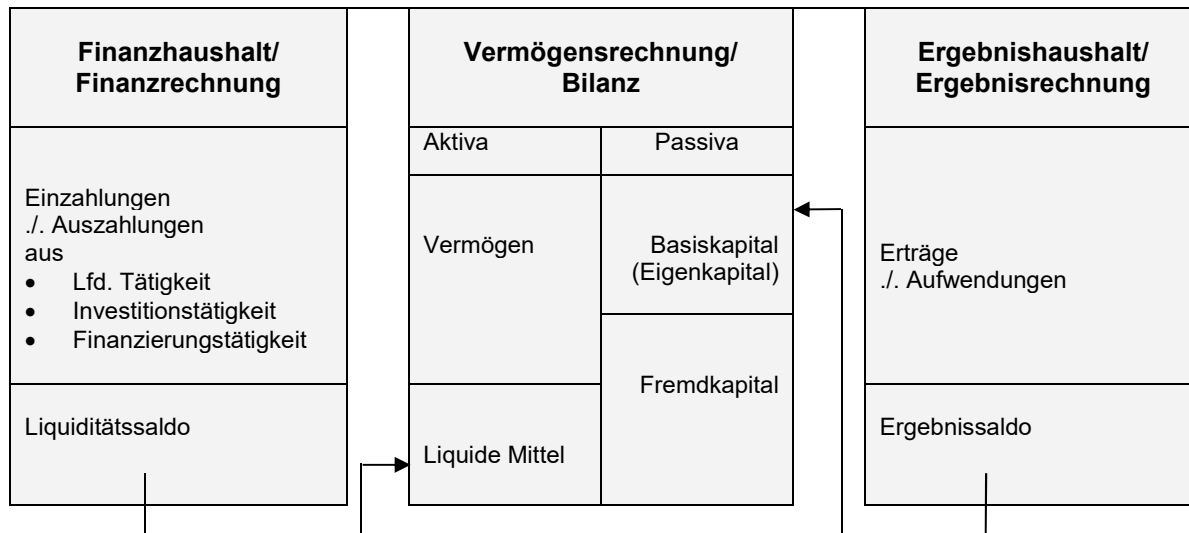 Finanzhaushalt/
Finanzrechnung
Einzahlungen
./. Auszahlungen
aus
• Lfd. Tätigkeit
• Investitionstätigkeit
• Finanzierungstätigkeit
Liquiditätssaldo
Vermögensrechnung/
Bilanz
Aktiva
Passiva
Vermögen
Basiskapital
(Eigenkapital)
Fremdkapital
Liquide Mittel
Ergebnishaushalt/
Ergebnisrechnung
Erträge
./. Aufwendungen
Ergebnissaldo